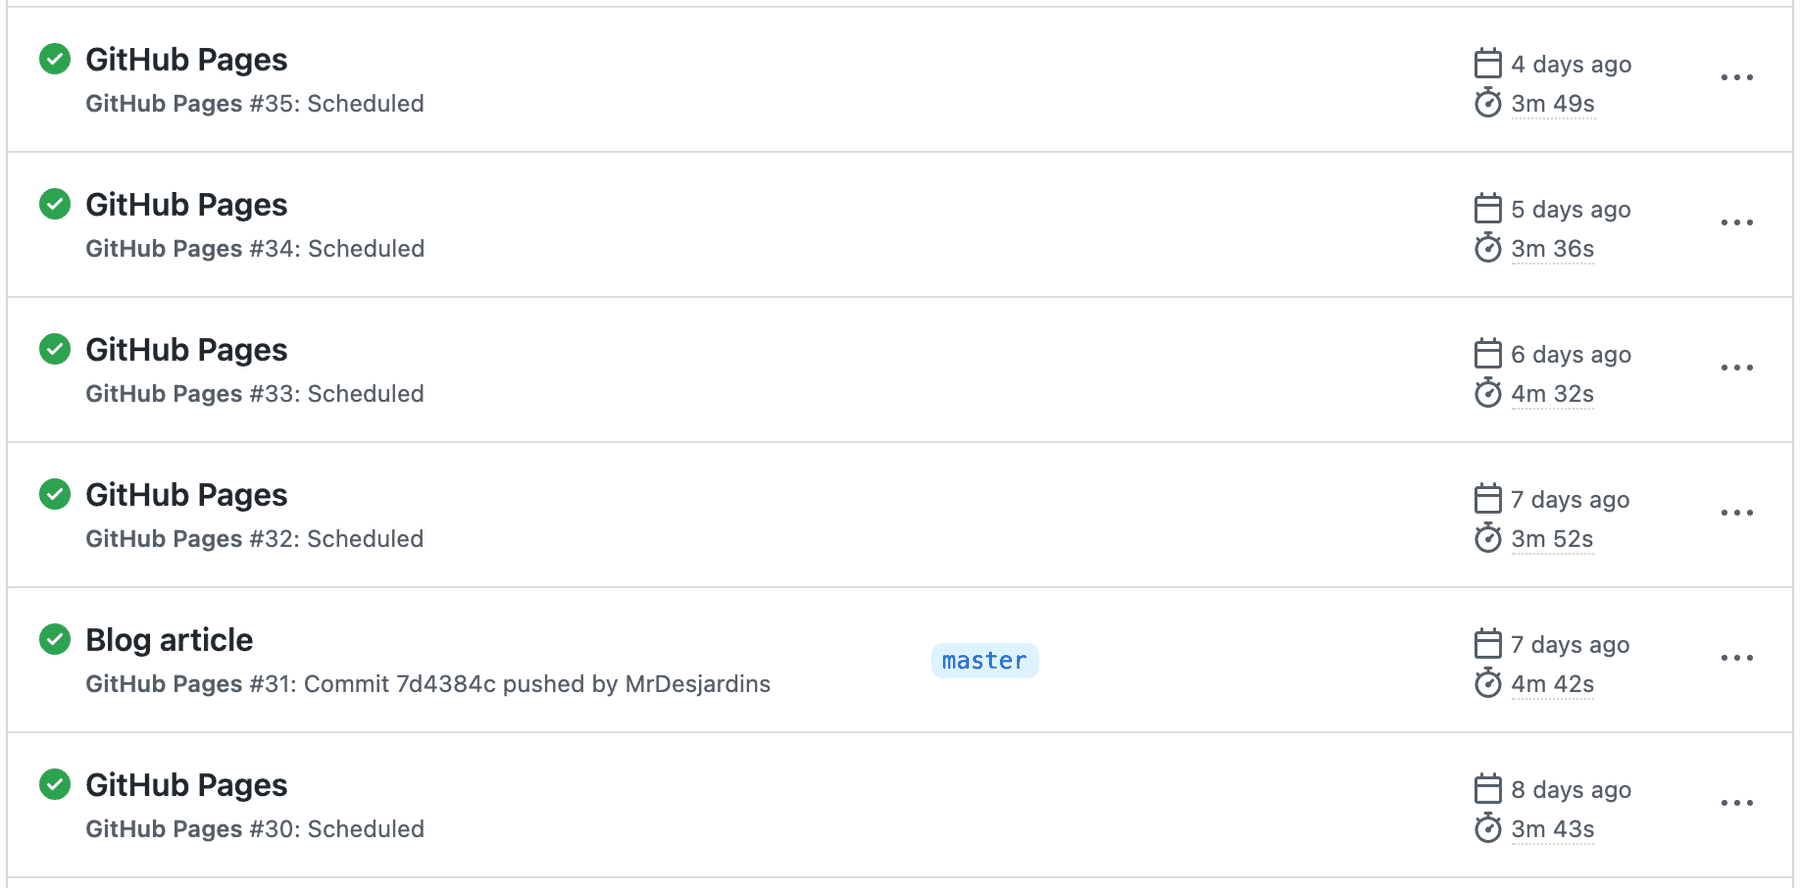 GitHub Pages
GitHub Pages #35: Scheduled
4 days ago
3m 49s
GitHub Pages
GitHub Pages #34: Scheduled
5 days ago
3m 36s
GitHub Pages
GitHub Pages #33: Scheduled
6 days ago
4m 32s
GitHub Pages
GitHub Pages #32: Scheduled
7 days ago
3m 52s
Blog article
GitHub Pages #31: Commit 7d4384c pushed by MrDesjardins
master
7 days ago
4m 42s
GitHub Pages
GitHub Pages #30: Scheduled
8 days ago
3m 43s